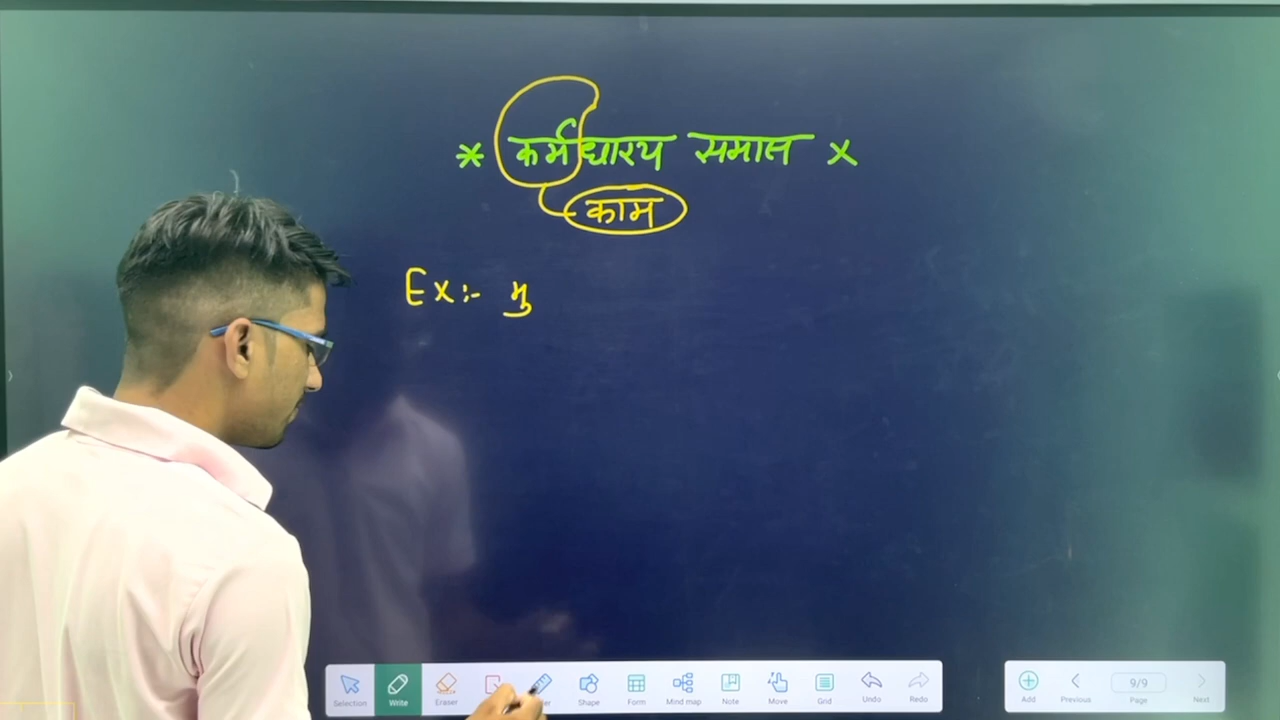 * कर्मधारय समास x
काम
Ex:- मु
Selection Write Eraser Shape Form Mind map Note Move Grid Undo Redo
Add Previous 9/9 Page Next